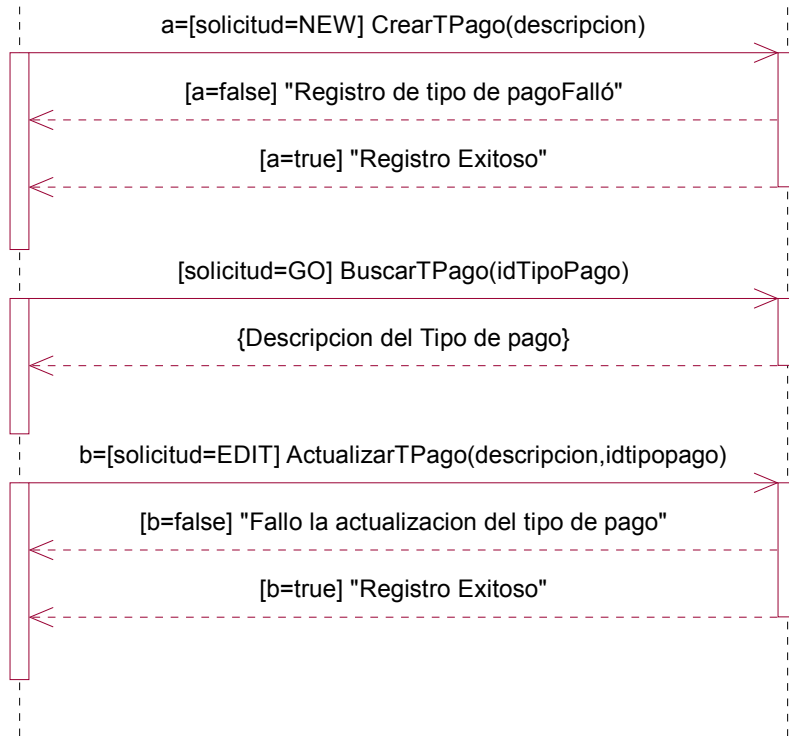 a=[solicitud=NEW] CrearTPago(descripcion)
[a=false] "Registro de tipo de pagoFalló"
[a=true] "Registro Exitoso"
[solicitud=GO] BuscarTPago(idTipoPago)
{Descripcion del Tipo de pago}
b=[solicitud=EDIT] ActualizarTPago(descripcion,idtipopago)
[b=false] "Fallo la actualizacion del tipo de pago"
[b=true] "Registro Exitoso"